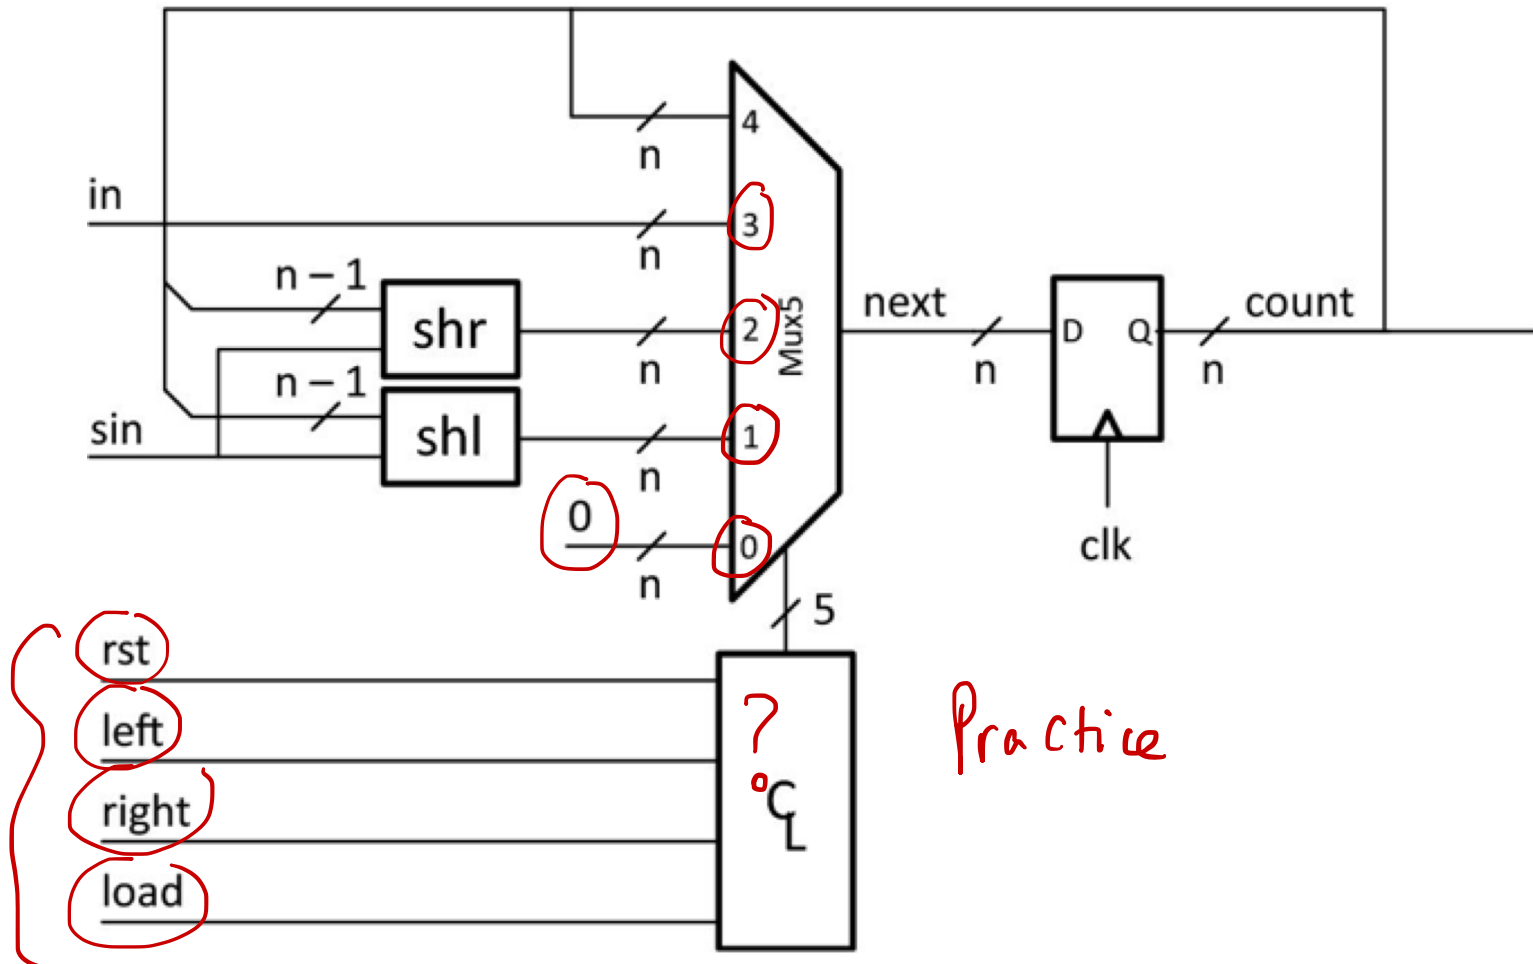 4
n
in
3
n
n – 1
shr
2
n
Mux5
next
n
D Q
count
n
n – 1
sin
shl
1
n
0
0
n
clk
5
rst
left
right
load
?
CL
Practice